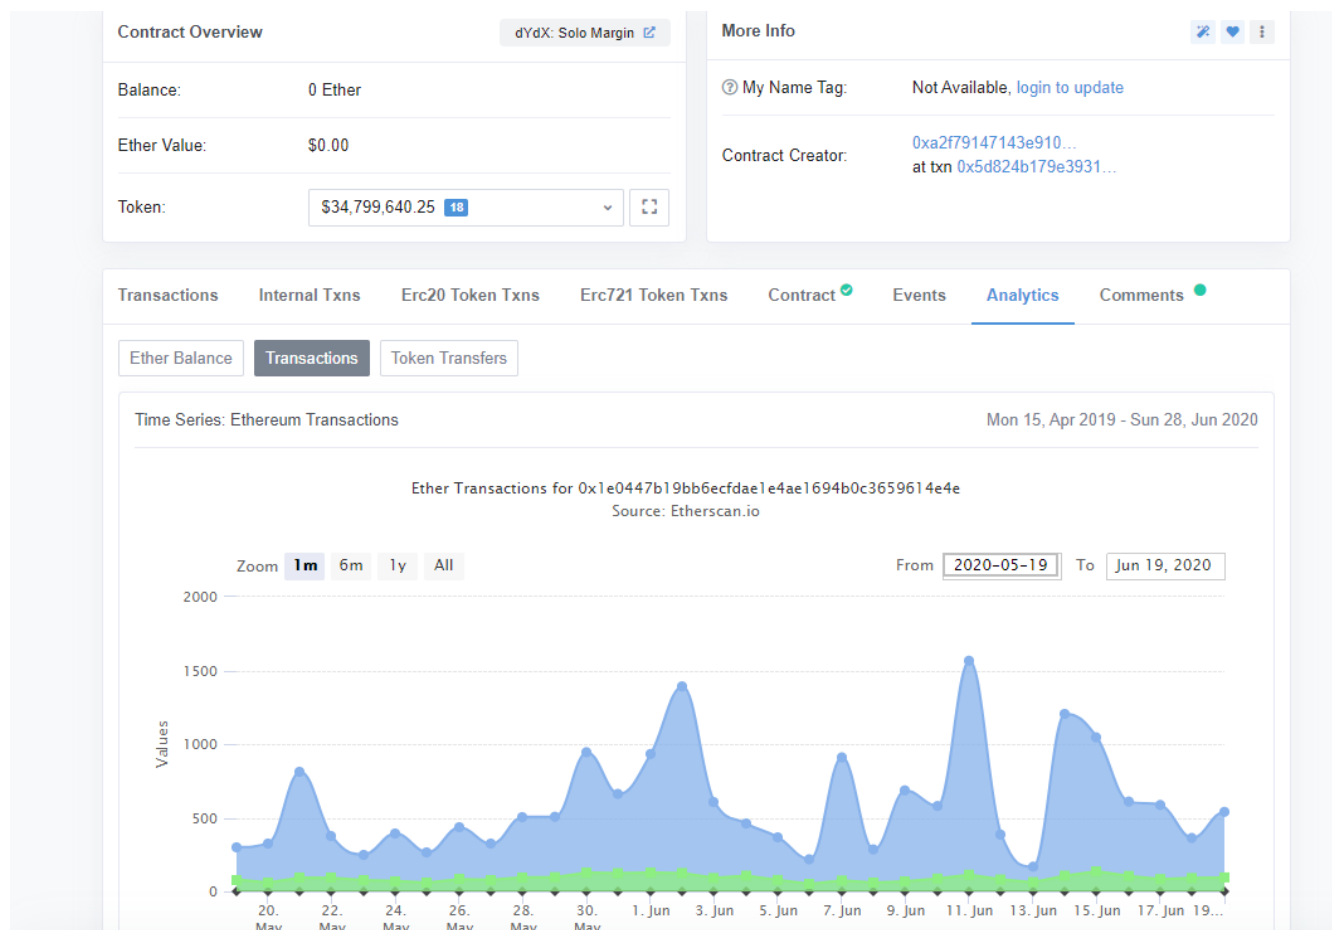 Contract Overview
dYdX: Solo Margin
Balance:
0 Ether
Ether Value:
$0.00
Token:
$34,799,640.25 18
More Info
My Name Tag:
Not Available, login to update
Contract Creator:
0xa2f79147143e910...
at txn 0x5d824b179e3931...
Transactions
Internal Txns
Erc20 Token Txns
Erc721 Token Txns
Contract
Events
Analytics
Comments
Ether Balance
Transactions
Token Transfers
Time Series: Ethereum Transactions
Mon 15, Apr 2019 - Sun 28, Jun 2020
Ether Transactions for 0x1e0447b19bb6ecfdae1e4ae1694b0c3659614e4e
Source: Etherscan.io
Zoom 1m 6m 1y All
From 2020-05-19 To Jun 19, 2020
Values
2000
1500
1000
500
0
20. May
22. May
24. May
26. May
28. May
30. May
1. Jun
3. Jun
5. Jun
7. Jun
9. Jun
11. Jun
13. Jun
15. Jun
17. Jun
19...